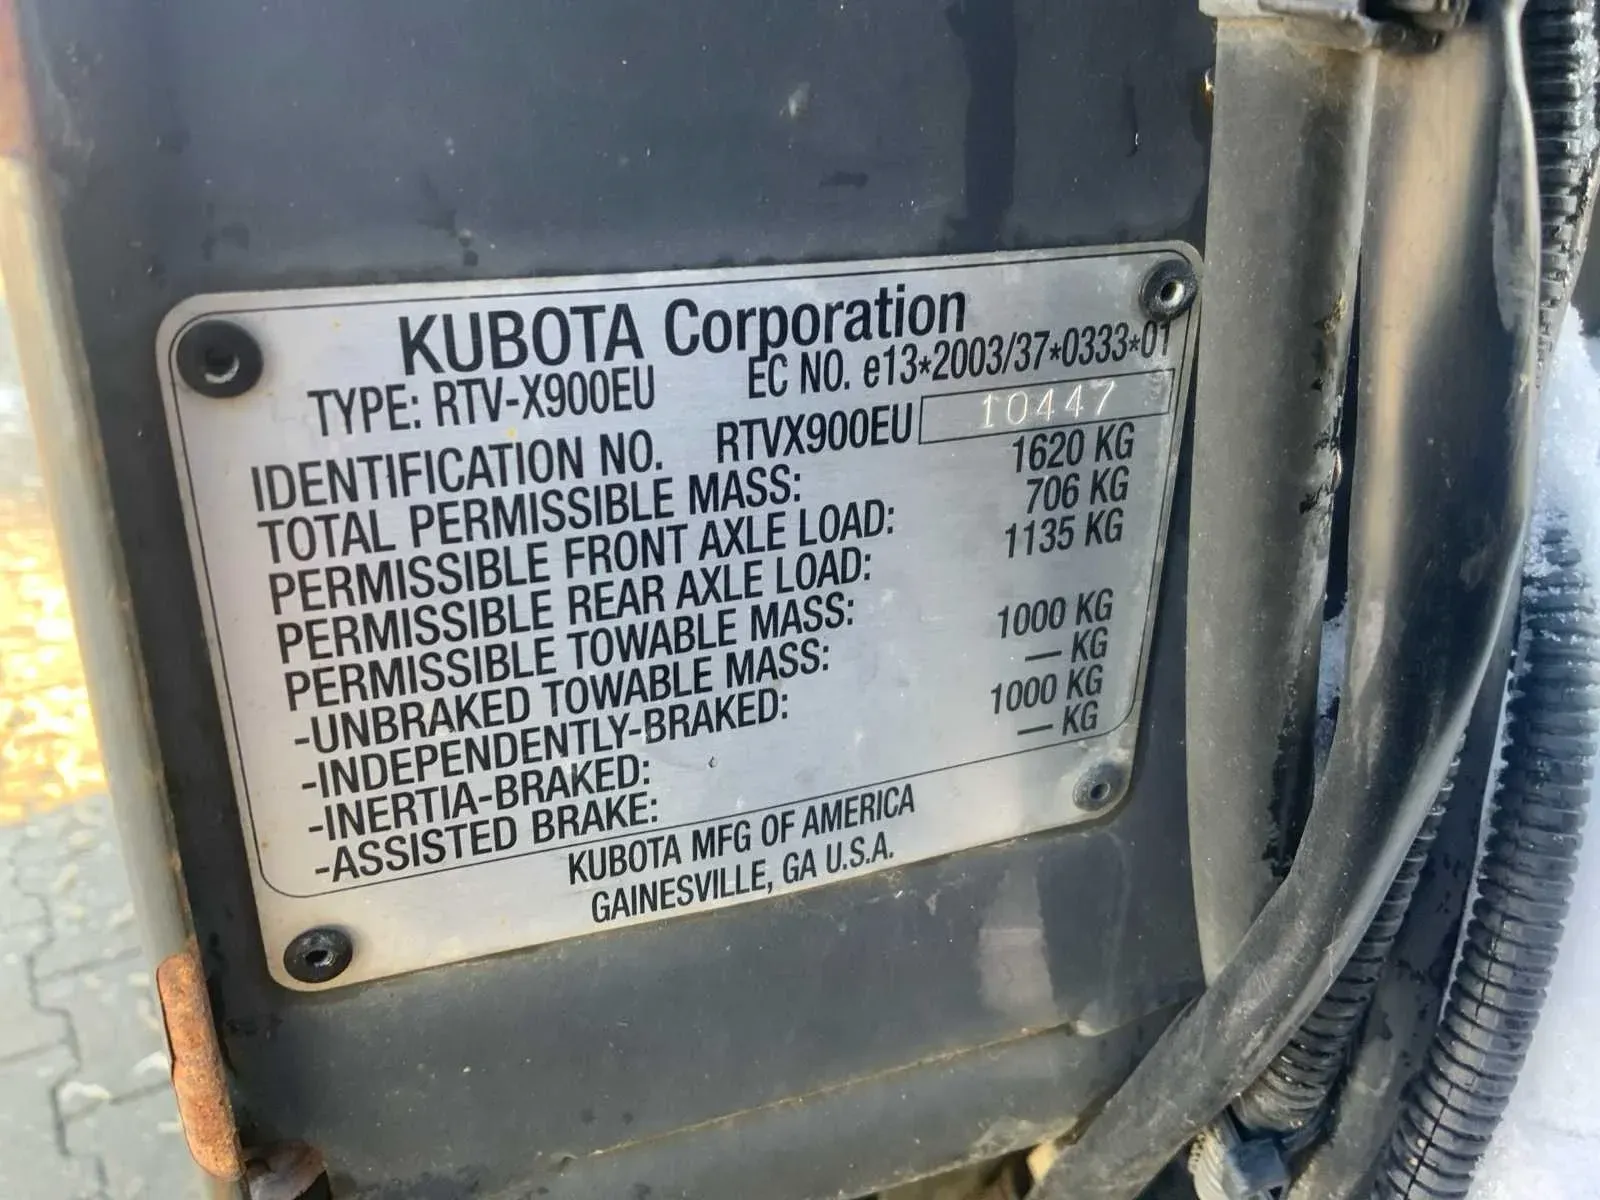 KUBOTA Corporation
TYPE: RTV-X900EU EC NO. e13*2003/37*0333*01
IDENTIFICATION NO. RTVX900EU 10447
TOTAL PERMISSIBLE MASS: 1620 KG
PERMISSIBLE FRONT AXLE LOAD: 706 KG
PERMISSIBLE REAR AXLE LOAD: 1135 KG
PERMISSIBLE TOWABLE MASS:
-UNBRAKED TOWABLE MASS: 1000 KG
-INDEPENDENTLY-BRAKED: — KG
-INERTIA-BRAKED: 1000 KG
-ASSISTED BRAKE: — KG
KUBOTA MFG OF AMERICA
GAINESVILLE, GA U.S.A.